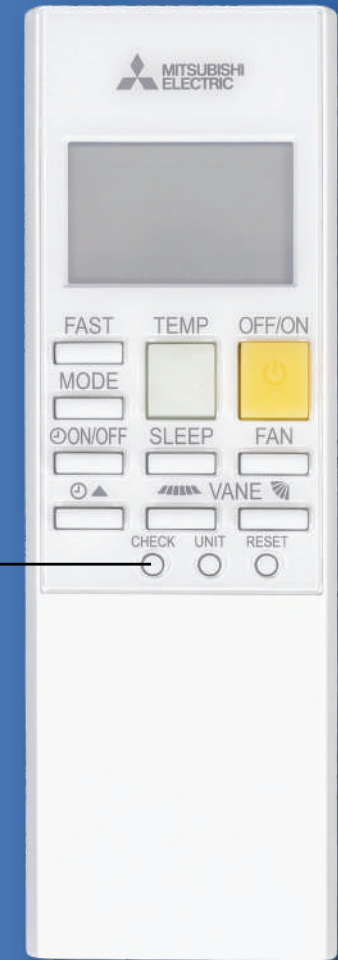 MITSUBISHI
ELECTRIC
FAST TEMP OFF/ON
MODE
ON/OFF SLEEP FAN
VANE
CHECK UNIT RESET